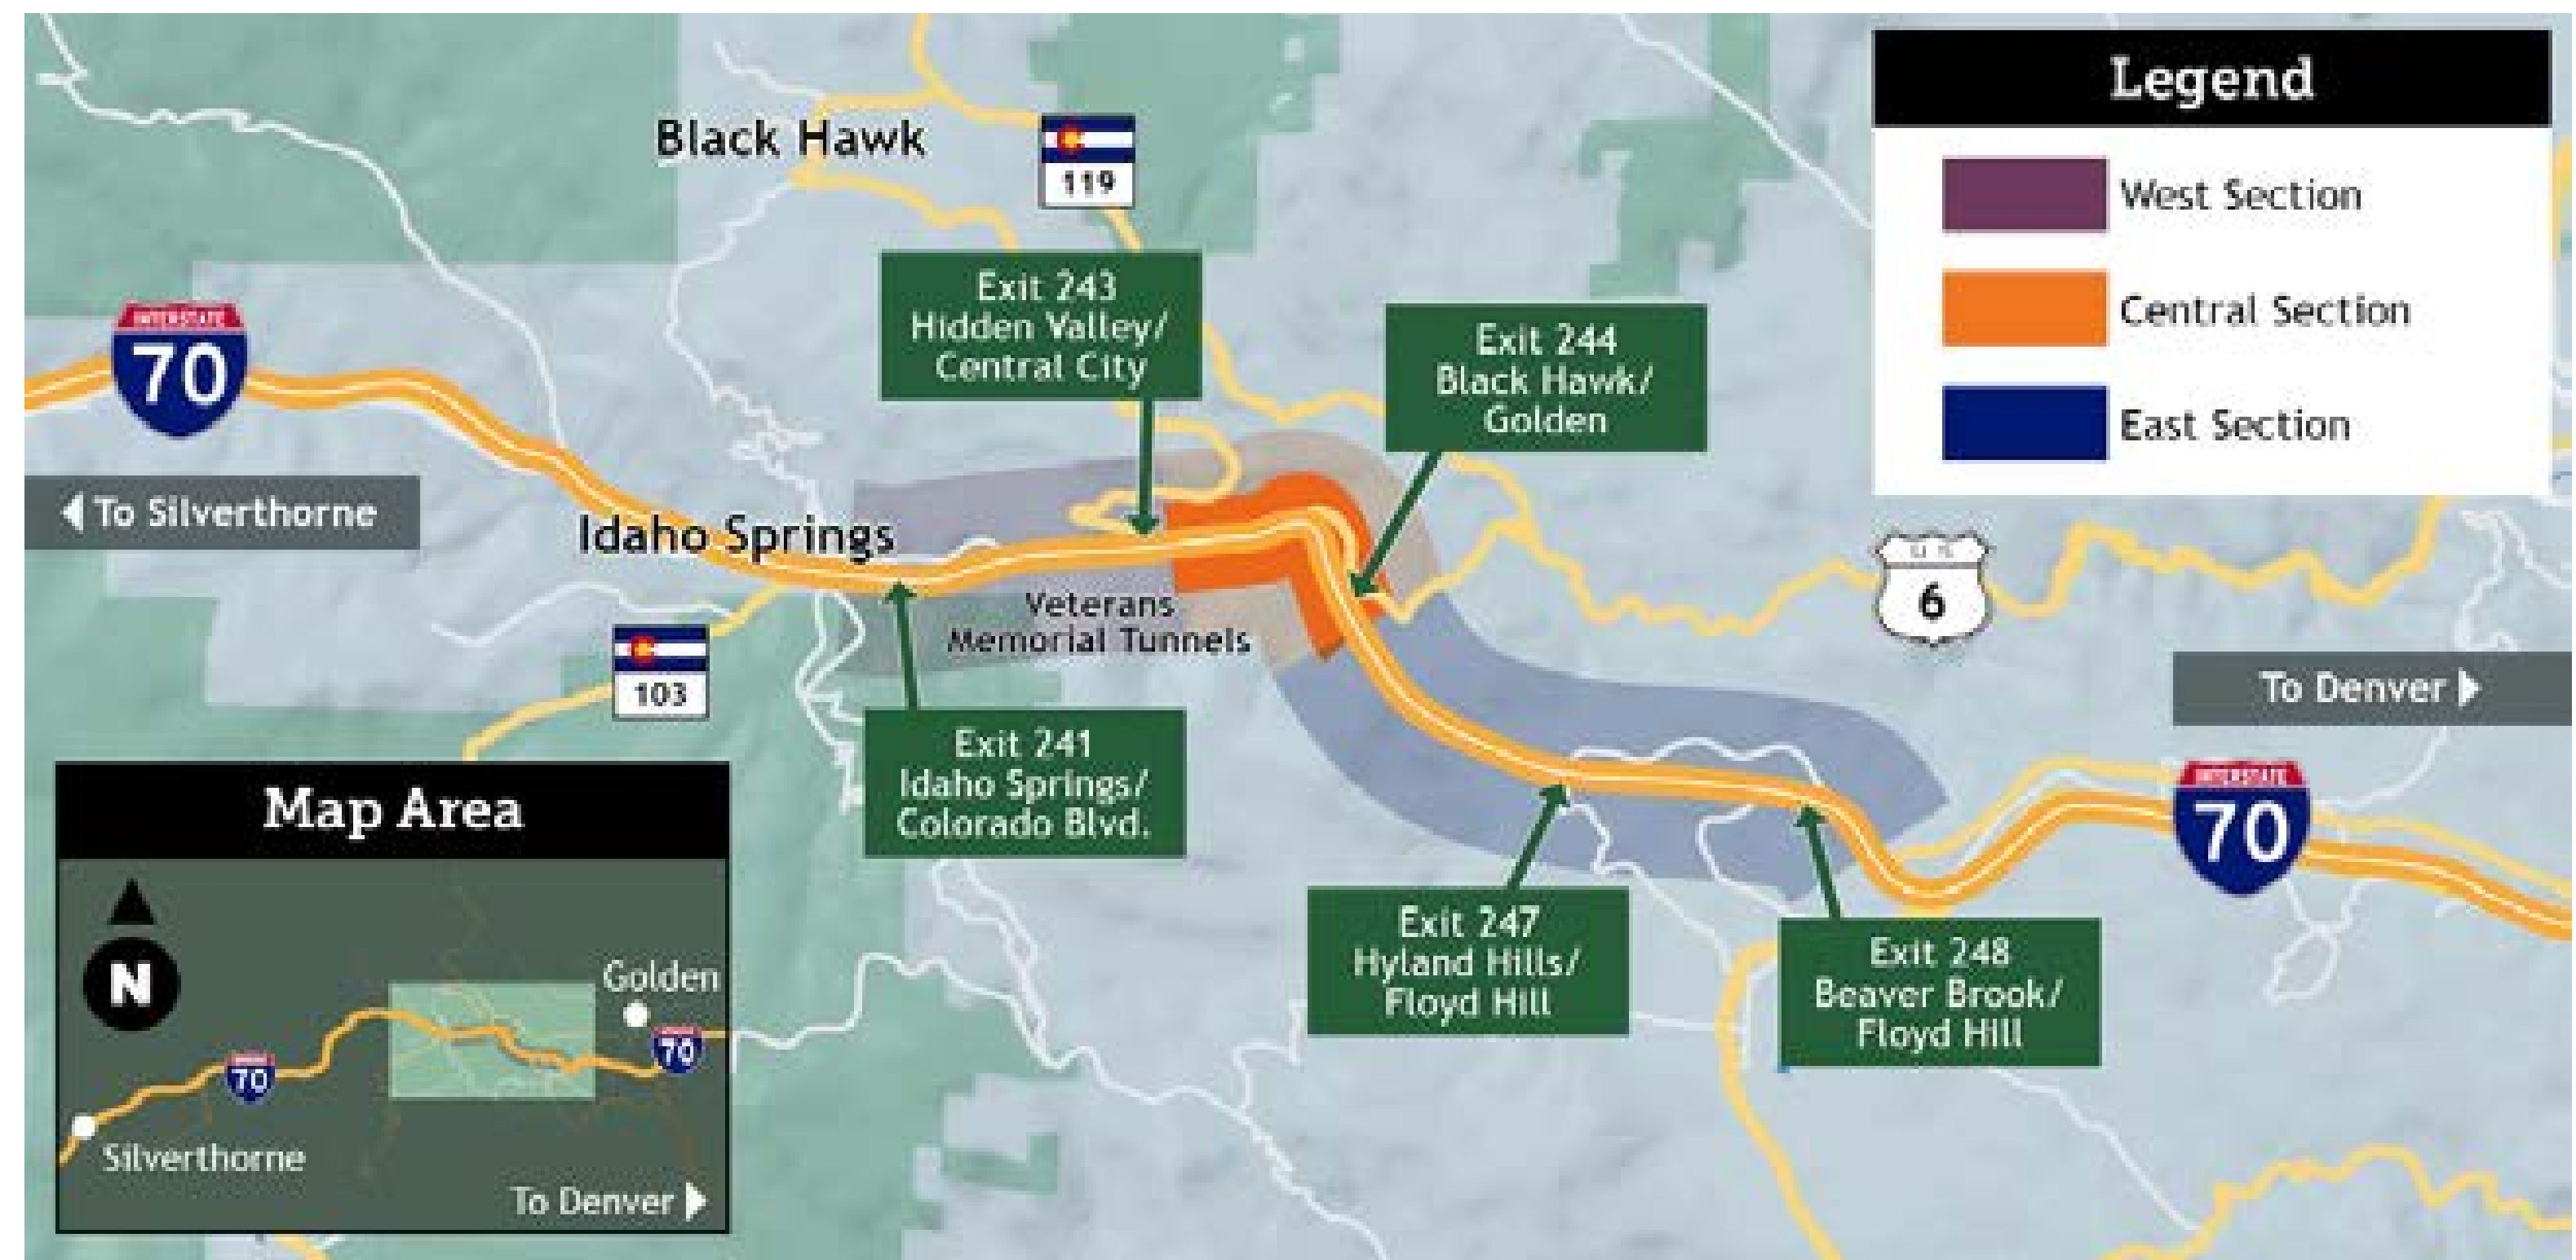 Legend
West Section
Central Section
East Section
Black Hawk
119
Exit 243
Hidden Valley/
Central City
Exit 244
Black Hawk/
Golden
INTERSTATE
70
To Silverthorne
Idaho Springs
Veterans
Memorial Tunnels
U S
6
103
To Denver
Exit 241
Idaho Springs/
Colorado Blvd.
INTERSTATE
70
Exit 247
Hyland Hills/
Floyd Hill
Exit 248
Beaver Brook/
Floyd Hill
Map Area
N
Golden
70
70
Silverthorne
To Denver